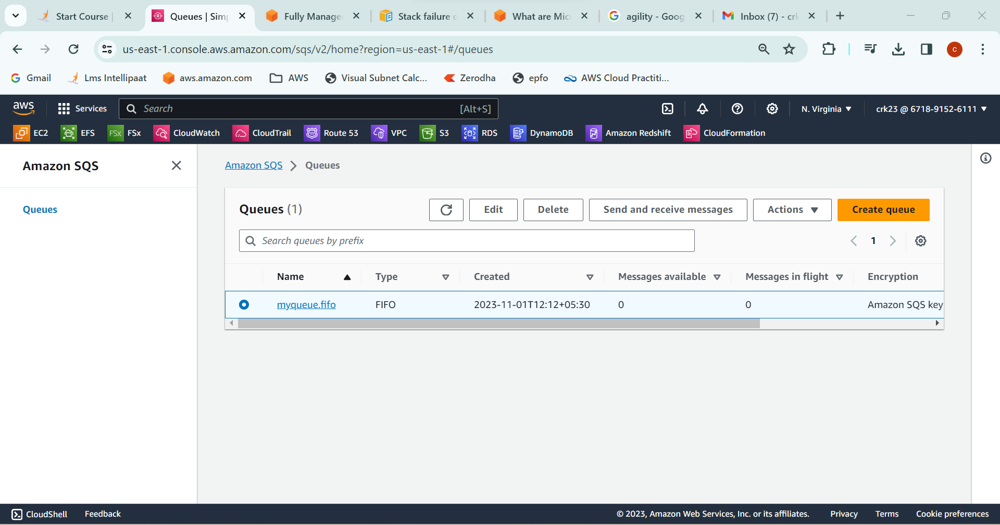 Start Course |
Queues | Sim
Fully Manage
Stack failure
What are Mic
agility - Goog
Inbox (7) - cr
us-east-1.console.aws.amazon.com/sqs/v2/home?region=us-east-1#/queues
C
Gmail
Lms Intellipaat
aws.amazon.com
AWS
Visual Subnet Calc...
Zerodha
epfo
AWS Cloud Practiti...
aws
Services
Search
[Alt+S]
N. Virginia
crk23 @ 6718-9152-6111
EC2
EFS
FSx
FSx
CloudWatch
CloudTrail
53
Route 53
VPC
S3
RDS
DynamoDB
Amazon Redshift
CloudFormation
Amazon SQS
Queues
Amazon SQS
Queues
Queues (1)
Edit
Delete
Send and receive messages
Actions
Create queue
Search queues by prefix
1
Name
Type
Created
Messages available
Messages in flight
Encryption
myqueue.fifo
FIFO
2023-11-01T12:12+05:30
0
0
Amazon SQS key
CloudShell
Feedback
© 2023, Amazon Web Services, Inc. or its affiliates.
Privacy
Terms
Cookie preferences